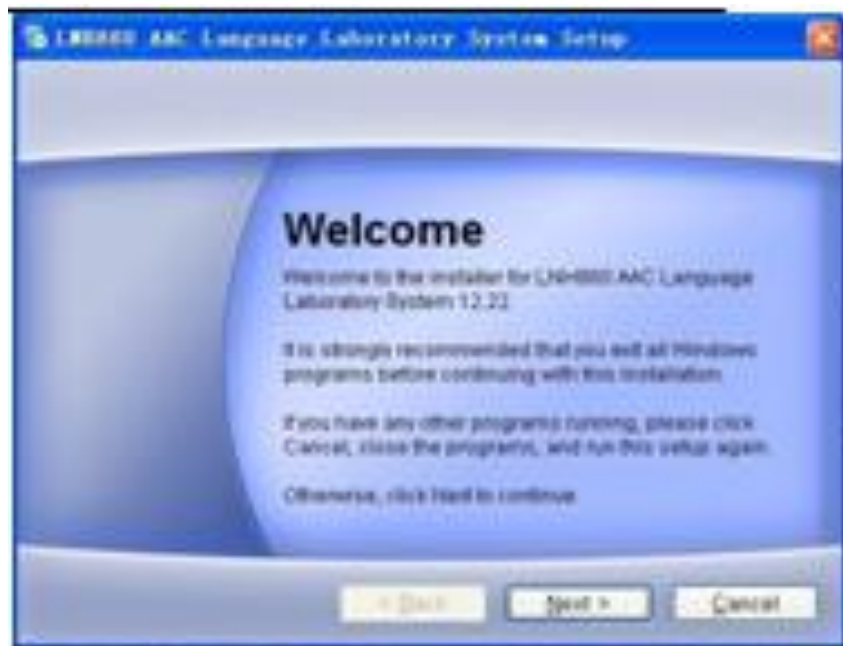 AAC Language Laboratory System Setup
Welcome
Welcome to the installer for AAC Language
Laboratory System 12.22
It is strongly recommended that you exit all Windows
programs before continuing with this installation.
If you have any other programs running, please click
Cancel, close the programs, and run this setup again.
Otherwise, click Next to continue.
< Back
Next >
Cancel